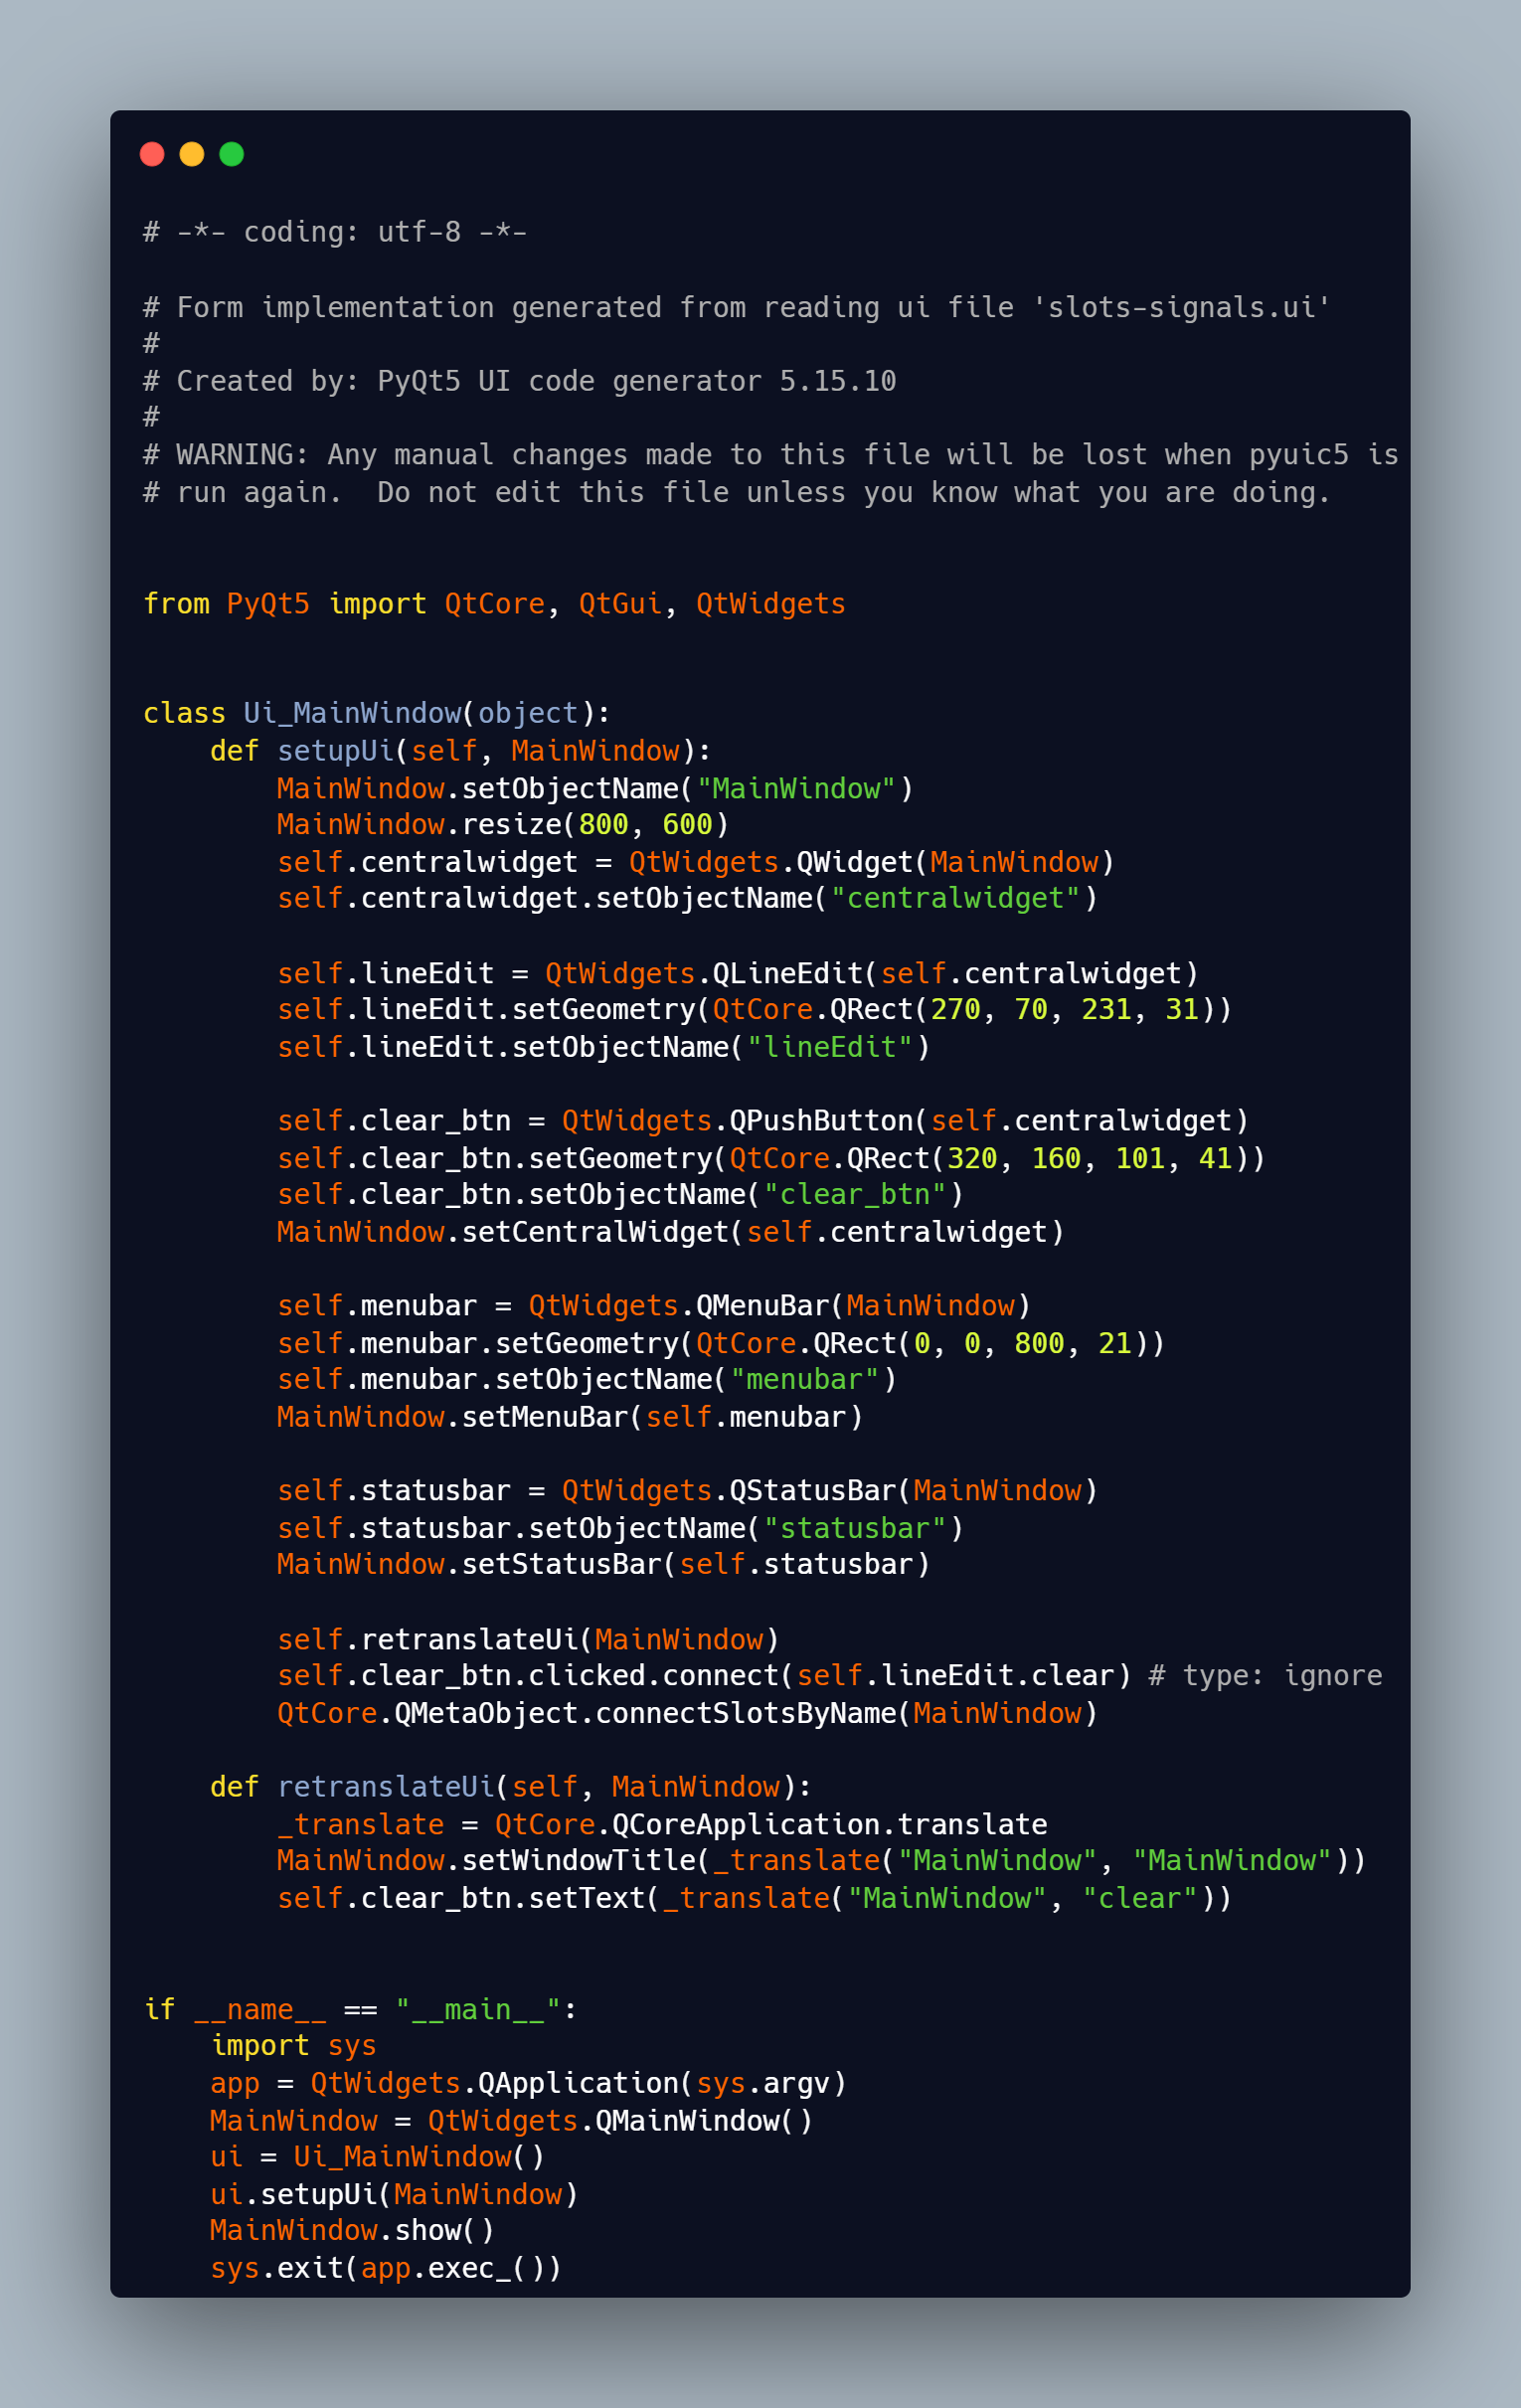 # -*- coding: utf-8 -*-

# Form implementation generated from reading ui file 'slots-signals.ui'
#
# Created by: PyQt5 UI code generator 5.15.10
#
# WARNING: Any manual changes made to this file will be lost when pyuic5 is
# run again.  Do not edit this file unless you know what you are doing.


from PyQt5 import QtCore, QtGui, QtWidgets


class Ui_MainWindow(object):
    def setupUi(self, MainWindow):
        MainWindow.setObjectName("MainWindow")
        MainWindow.resize(800, 600)
        self.centralwidget = QtWidgets.QWidget(MainWindow)
        self.centralwidget.setObjectName("centralwidget")

        self.lineEdit = QtWidgets.QLineEdit(self.centralwidget)
        self.lineEdit.setGeometry(QtCore.QRect(270, 70, 231, 31))
        self.lineEdit.setObjectName("lineEdit")

        self.clear_btn = QtWidgets.QPushButton(self.centralwidget)
        self.clear_btn.setGeometry(QtCore.QRect(320, 160, 101, 41))
        self.clear_btn.setObjectName("clear_btn")
        MainWindow.setCentralWidget(self.centralwidget)

        self.menubar = QtWidgets.QMenuBar(MainWindow)
        self.menubar.setGeometry(QtCore.QRect(0, 0, 800, 21))
        self.menubar.setObjectName("menubar")
        MainWindow.setMenuBar(self.menubar)

        self.statusbar = QtWidgets.QStatusBar(MainWindow)
        self.statusbar.setObjectName("statusbar")
        MainWindow.setStatusBar(self.statusbar)

        self.retranslateUi(MainWindow)
        self.clear_btn.clicked.connect(self.lineEdit.clear) # type: ignore
        QtCore.QMetaObject.connectSlotsByName(MainWindow)

    def retranslateUi(self, MainWindow):
        _translate = QtCore.QCoreApplication.translate
        MainWindow.setWindowTitle(_translate("MainWindow", "MainWindow"))
        self.clear_btn.setText(_translate("MainWindow", "clear"))


if __name__ == "__main__":
    import sys
    app = QtWidgets.QApplication(sys.argv)
    MainWindow = QtWidgets.QMainWindow()
    ui = Ui_MainWindow()
    ui.setupUi(MainWindow)
    MainWindow.show()
    sys.exit(app.exec_())